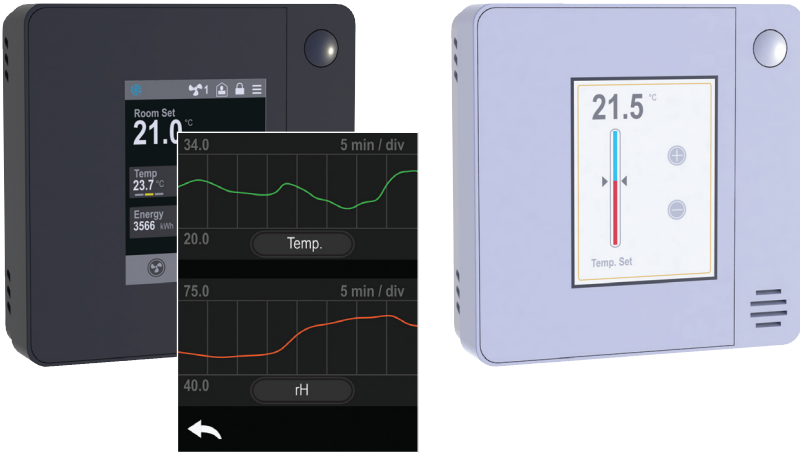 1
Room Set
21.0 °C
Temp
23.7 °C
Energy
3566 kWh
34.0 5 min / div
20.0
Temp.
75.0 5 min / div
40.0
rH
21.5 °C
Temp. Set